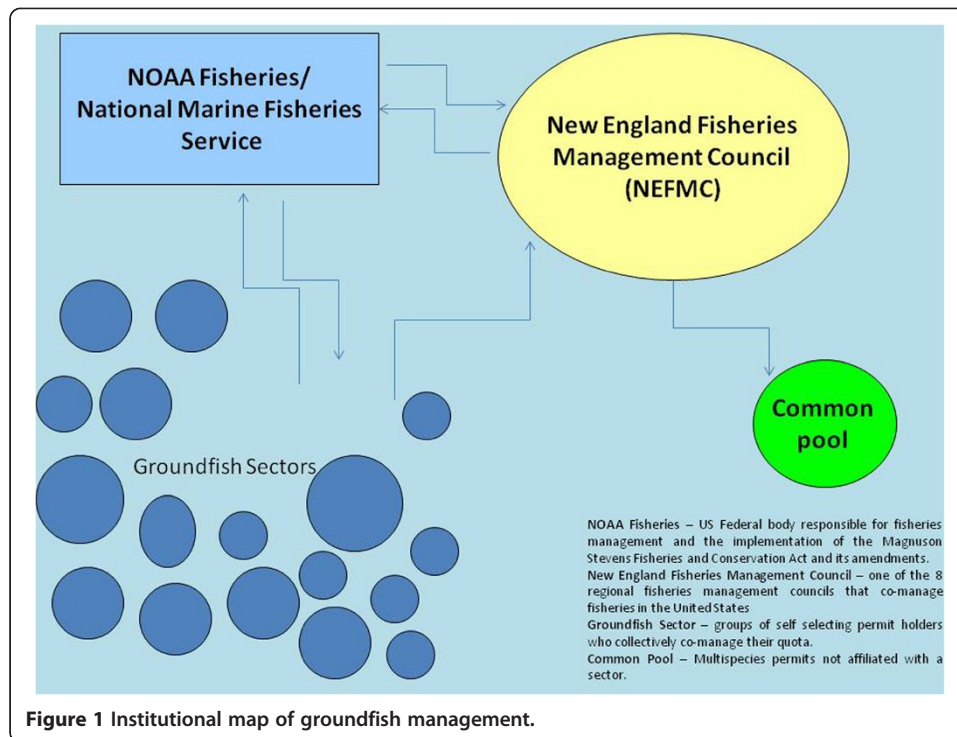 NOAA Fisheries/
National Marine Fisheries
Service
New England Fisheries
Management Council
(NEFMC)
Common
pool
Groundfish Sectors
NOAA Fisheries – US Federal body responsible for fisheries
management and the implementation of the Magnuson
Stevens Fisheries and Conservation Act and its amendments.
New England Fisheries Management Council – one of the 8
regional fisheries management councils that co-manage
fisheries in the United States
Groundfish Sector – groups of self selecting permit holders
who collectively co-manage their quota.
Common Pool – Multispecies permits not affiliated with a
sector.
Figure 1 Institutional map of groundfish management.